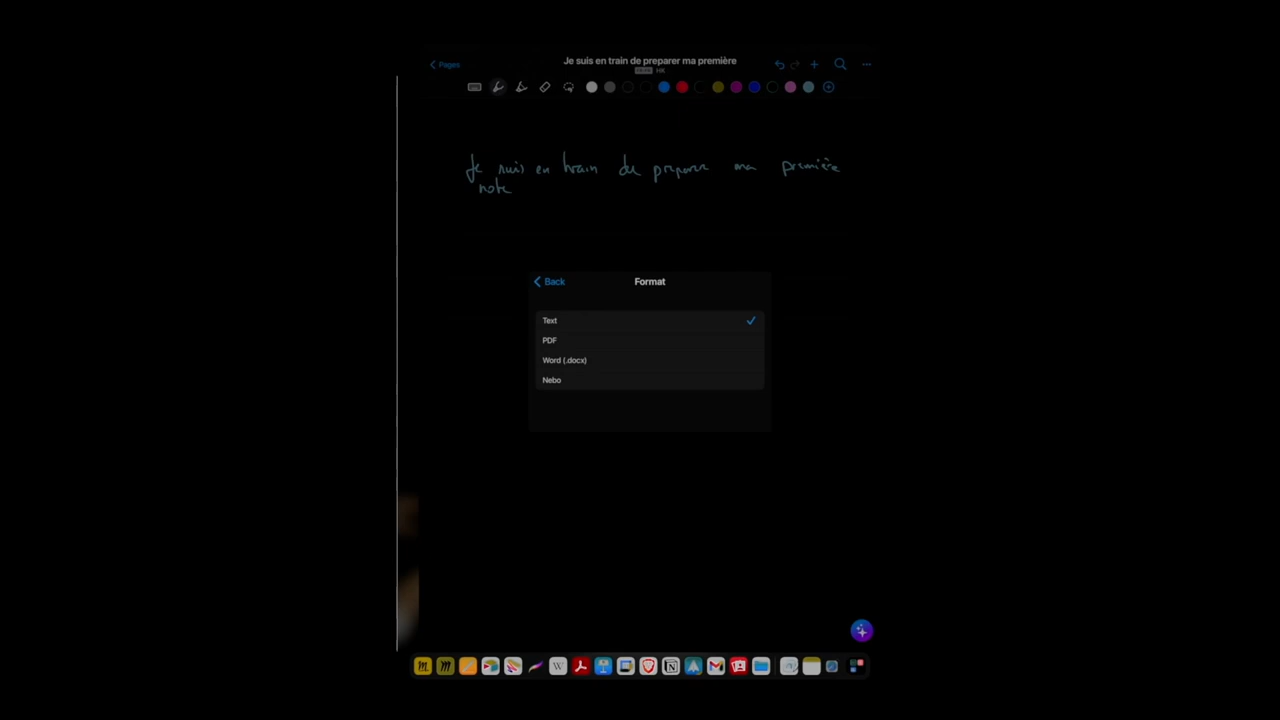 Pages
Je suis en train de preparer ma première
HK
Je suis en train de preparer ma première
note
Back
Format
Text
PDF
Word (.docx)
Nebo